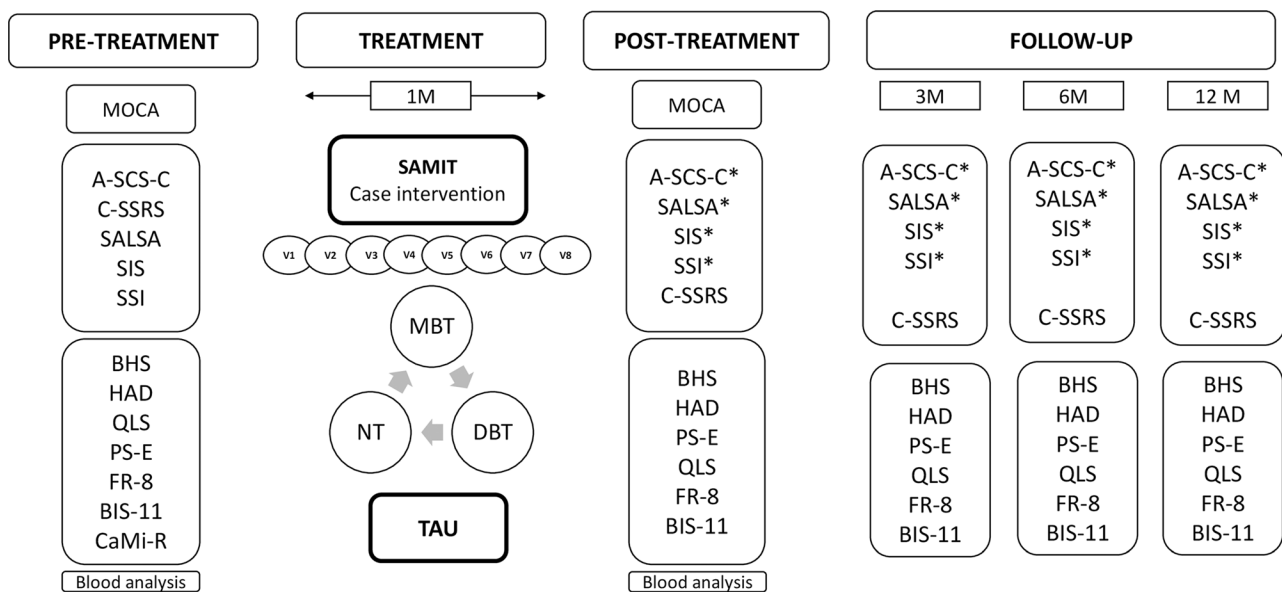 PRE-TREATMENT
MOCA
A-SCS-C
C-SSRS
SALSA
SIS
SSI
BHS
HAD
QLS
PS-E
FR-8
BIS-11
CaMi-R
Blood analysis
TREATMENT
1M
SAMIT
Case intervention
V1 V2 V3 V4 V5 V6 V7 V8
MBT
NT DBT
TAU
POST-TREATMENT
MOCA
A-SCS-C*
SALSA*
SIS*
SSI*
C-SSRS
BHS
HAD
PS-E
QLS
FR-8
BIS-11
Blood analysis
FOLLOW-UP
3M
A-SCS-C*
SALSA*
SIS*
SSI*
C-SSRS
BHS
HAD
PS-E
QLS
FR-8
BIS-11
6M
A-SCS-C*
SALSA*
SIS*
SSI*
C-SSRS
BHS
HAD
PS-E
QLS
FR-8
BIS-11
12 M
A-SCS-C*
SALSA*
SIS*
SSI*
C-SSRS
BHS
HAD
PS-E
QLS
FR-8
BIS-11